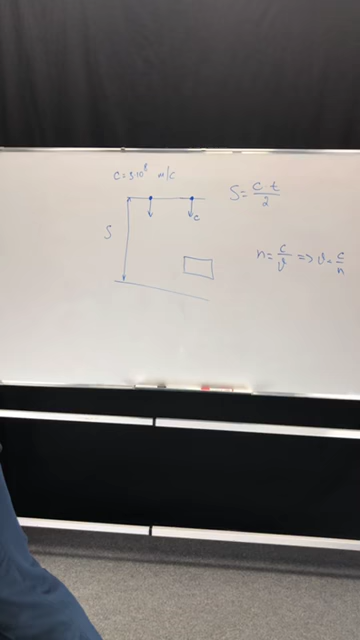 c = 3·10⁸ м/с
S = c t / 2
c
S
n = c / v => v = c / n